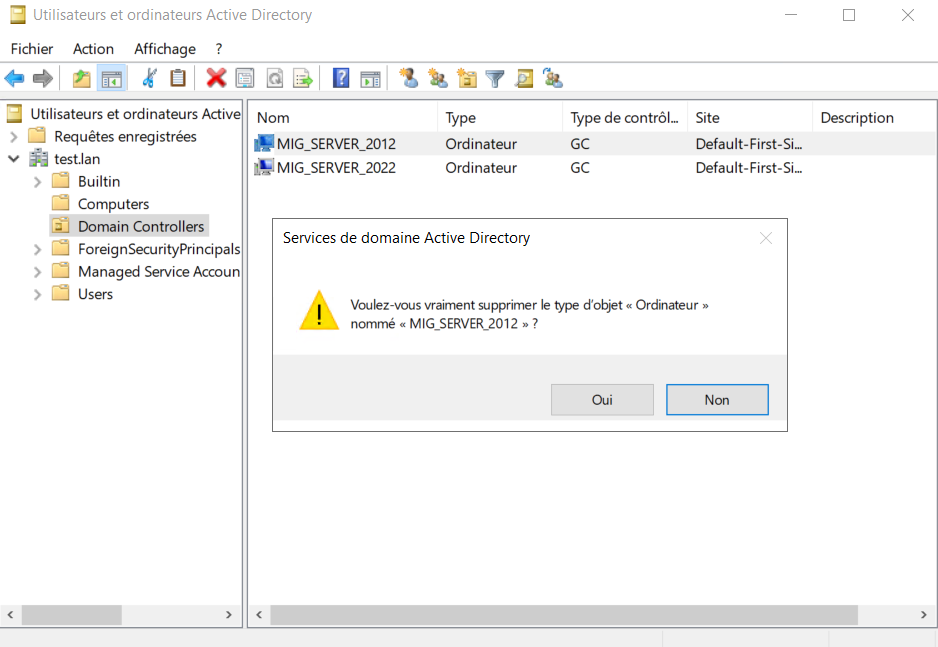 Utilisateurs et ordinateurs Active Directory
Fichier Action Affichage ?
Utilisateurs et ordinateurs Active
Requêtes enregistrées
test.lan
Builtin
Computers
Domain Controllers
ForeignSecurityPrincipals
Managed Service Accoun
Users
Nom Type Type de contrôl... Site Description
MIG_SERVER_2012 Ordinateur GC Default-First-Si...
MIG_SERVER_2022 Ordinateur GC Default-First-Si...
Services de domaine Active Directory
Voulez-vous vraiment supprimer le type d'objet « Ordinateur »
nommé « MIG_SERVER_2012 » ?
Oui Non